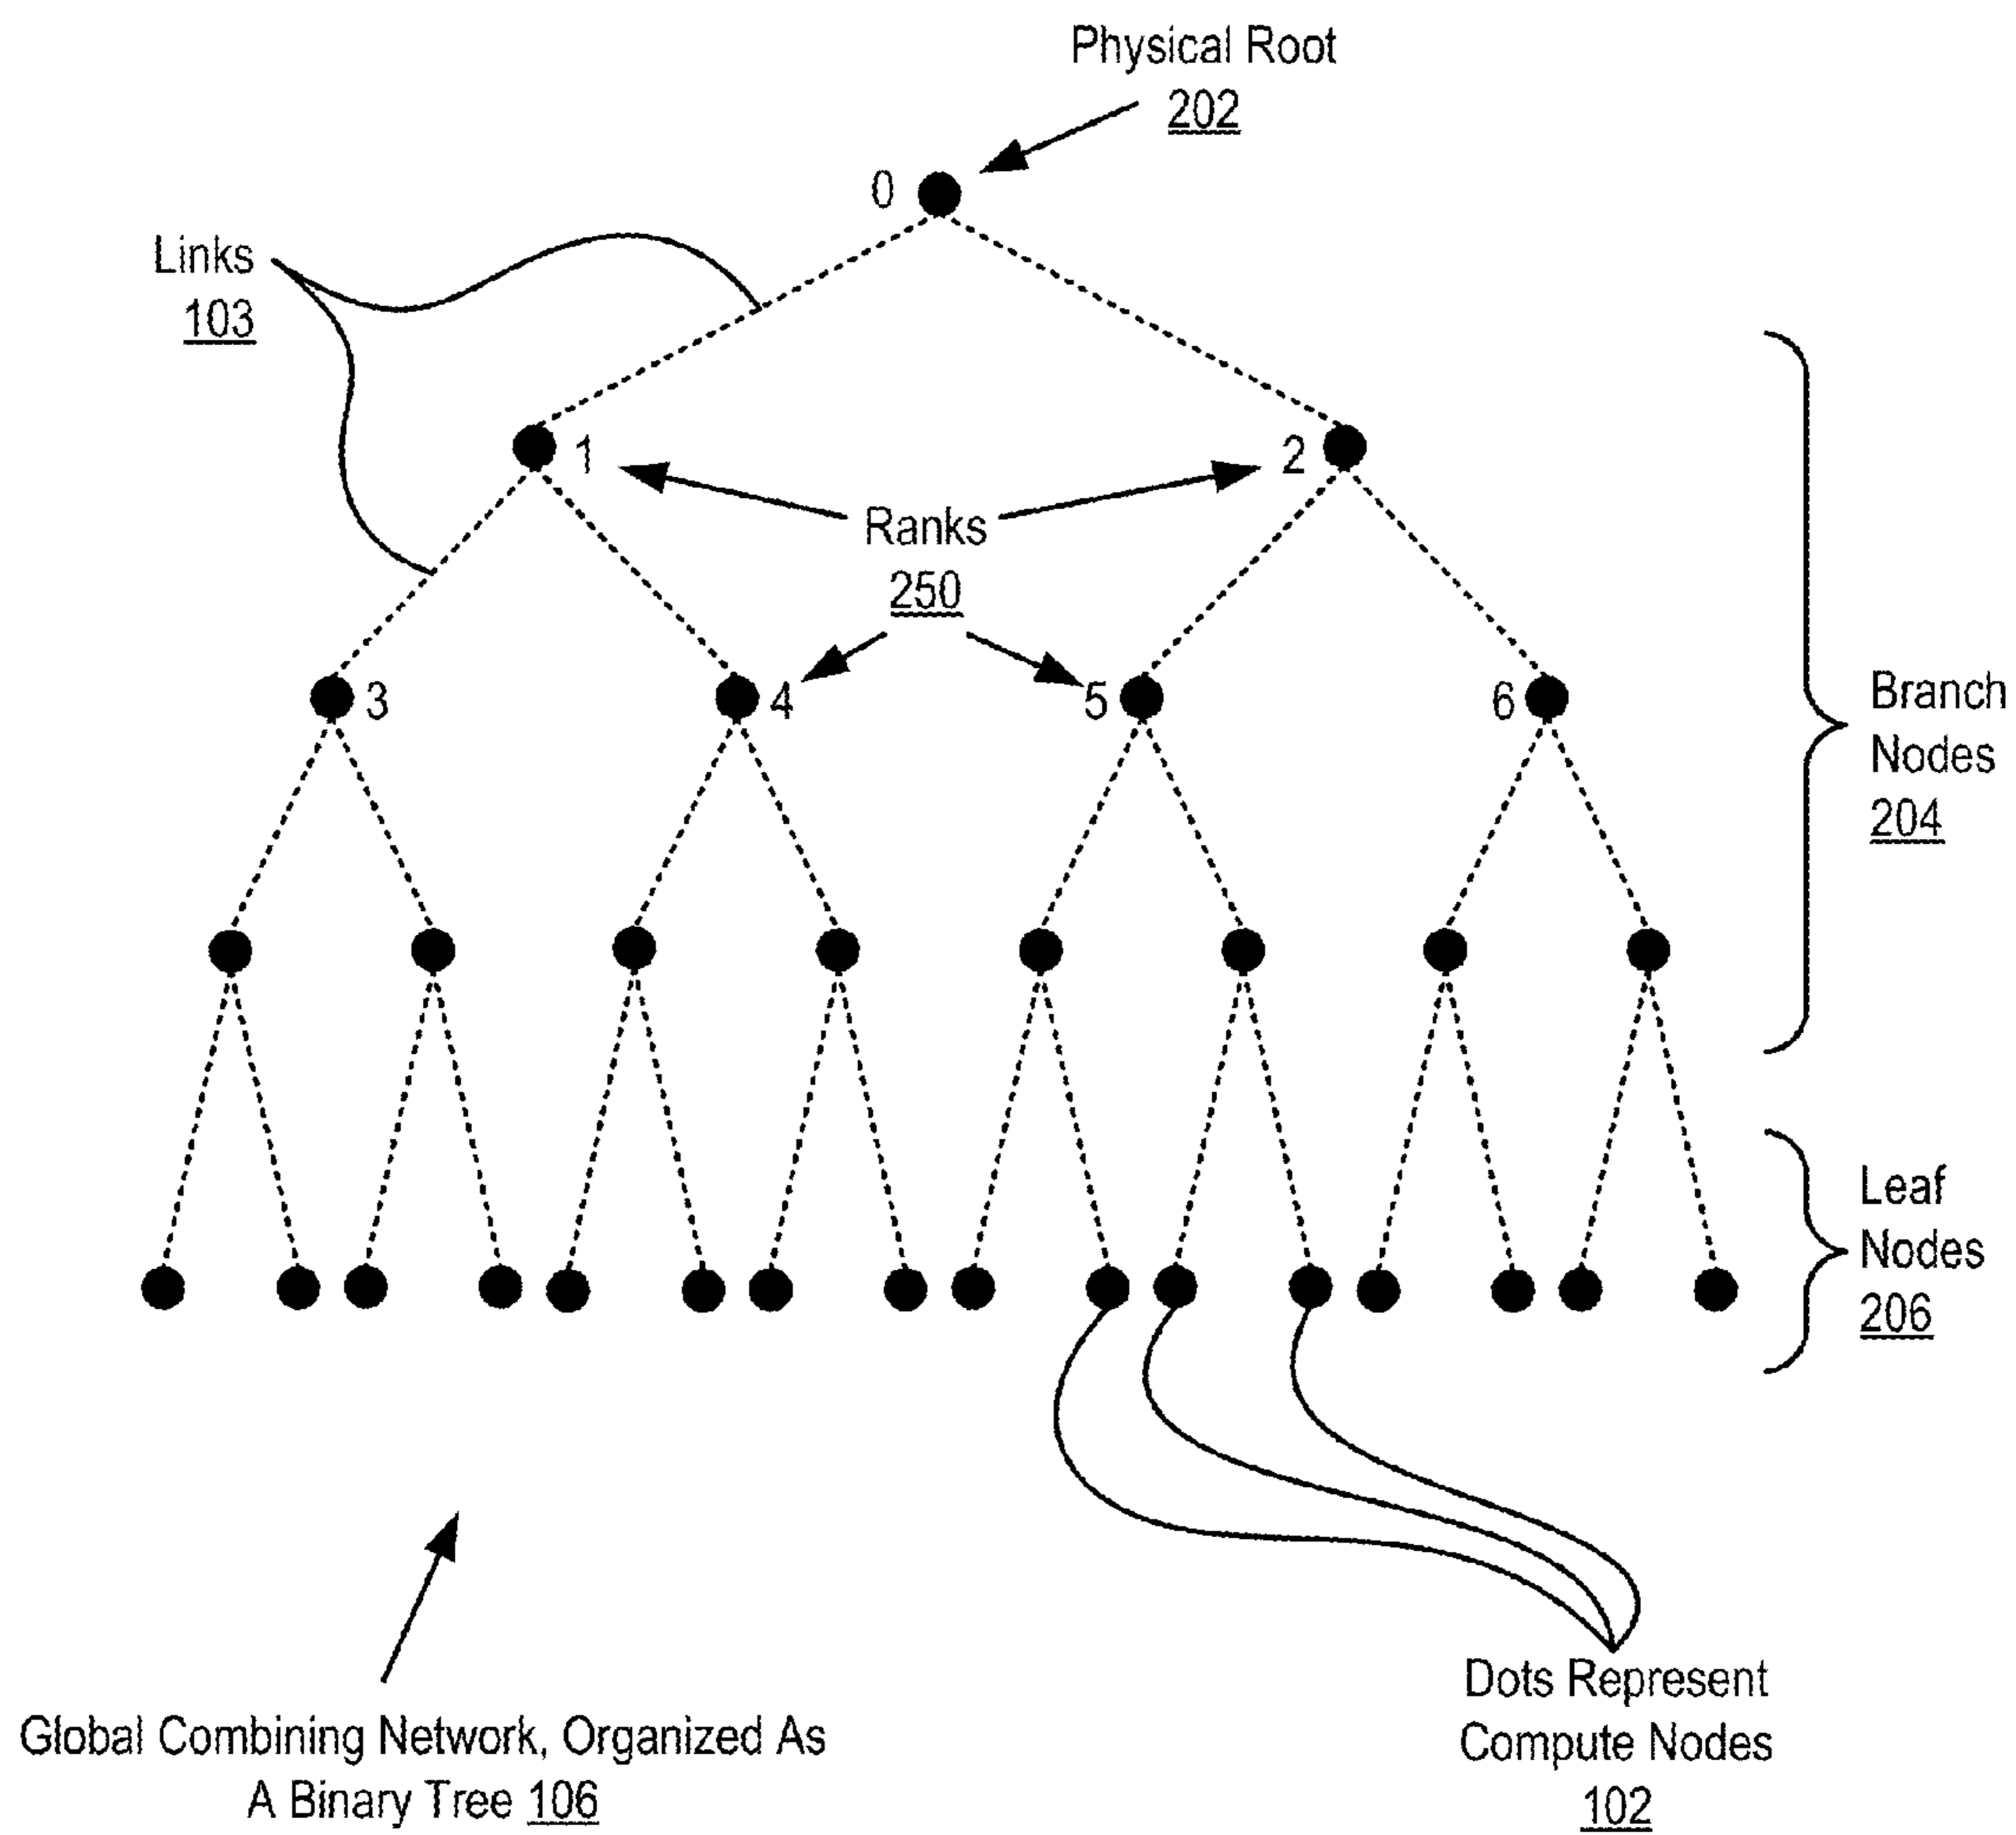 Physical Root
202
0
Links
103
1
2
Ranks
250
3
4
5
6
Branch
Nodes
204
Leaf
Nodes
206
Global Combining Network, Organized As
A Binary Tree 106
Dots Represent
Compute Nodes
102